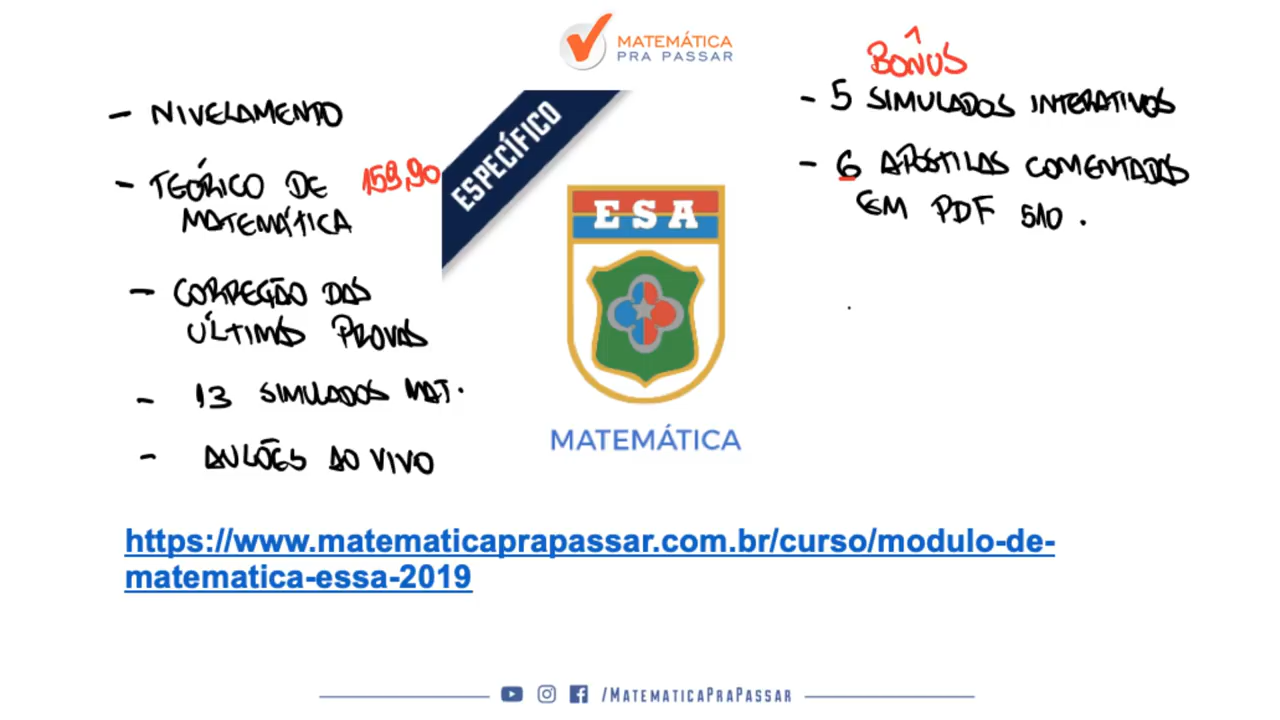 MATEMÁTICA
PRA PASSAR
- NIVELAMENTO
- TEÓRICO DE 159,90
MATEMÁTICA
- CORREÇÃO DAS
ÚLTIMAS PROVAS
- 13 SIMULADOS MAT.
- AULÕES AO VIVO
ESPECÍFICO
ESA
MATEMÁTICA
BÔNUS
- 5 SIMULADOS INTERATIVOS
- 6 APOSTILAS COMENTADAS
EM PDF
https://www.matematicaprapassar.com.br/curso/modulo-de-
matematica-essa-2019
/MATEMATICAPRAPASSAR